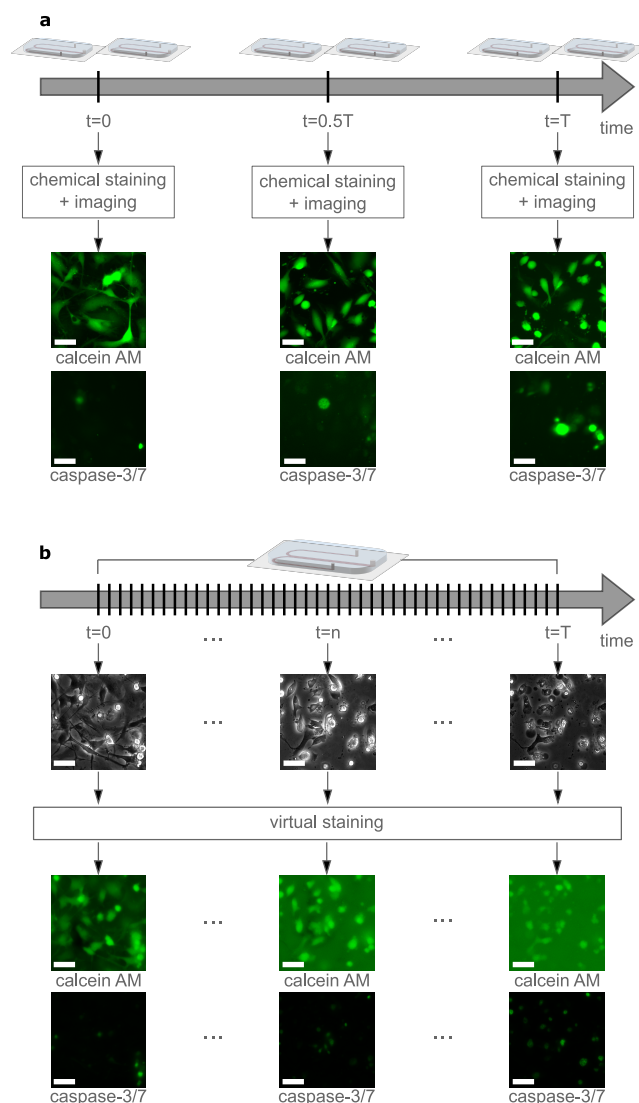 a
t=0
t=0.5T
t=T
time
chemical staining
+ imaging
chemical staining
+ imaging
chemical staining
+ imaging
calcein AM
calcein AM
calcein AM
caspase-3/7
caspase-3/7
caspase-3/7
b
t=0
...
t=n
...
t=T
time
...
...
virtual staining
...
...
calcein AM
calcein AM
calcein AM
...
...
caspase-3/7
caspase-3/7
caspase-3/7